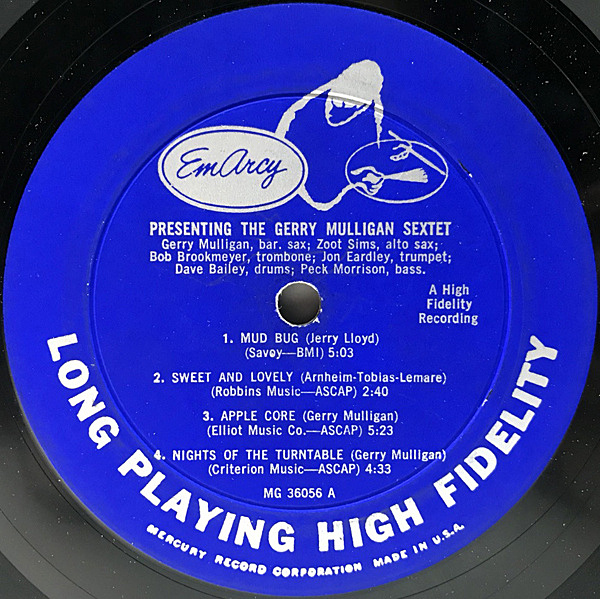 EmArcy
PRESENTING THE GERRY MULLIGAN SEXTET
Gerry Mulligan, bar. sax; Zoot Sims, alto sax;
Bob Brookmeyer, trombone; Jon Eardley, trumpet;
Dave Bailey, drums; Peck Morrison, bass.
A High
Fidelity
Recording
1. MUD BUG (Jerry Lloyd)
(Savoy—BMI) 5:03
2. SWEET AND LOVELY (Arnheim-Tobias-Lemare)
(Robbins Music—ASCAP) 2:40
3. APPLE CORE (Gerry Mulligan)
(Elliot Music Co.—ASCAP) 5:23
4. NIGHTS OF THE TURNTABLE (Gerry Mulligan)
(Criterion Music—ASCAP) 4:33
MG 36056 A
LONG PLAYING HIGH FIDELITY
MERCURY RECORD CORPORATION MADE IN U.S.A.